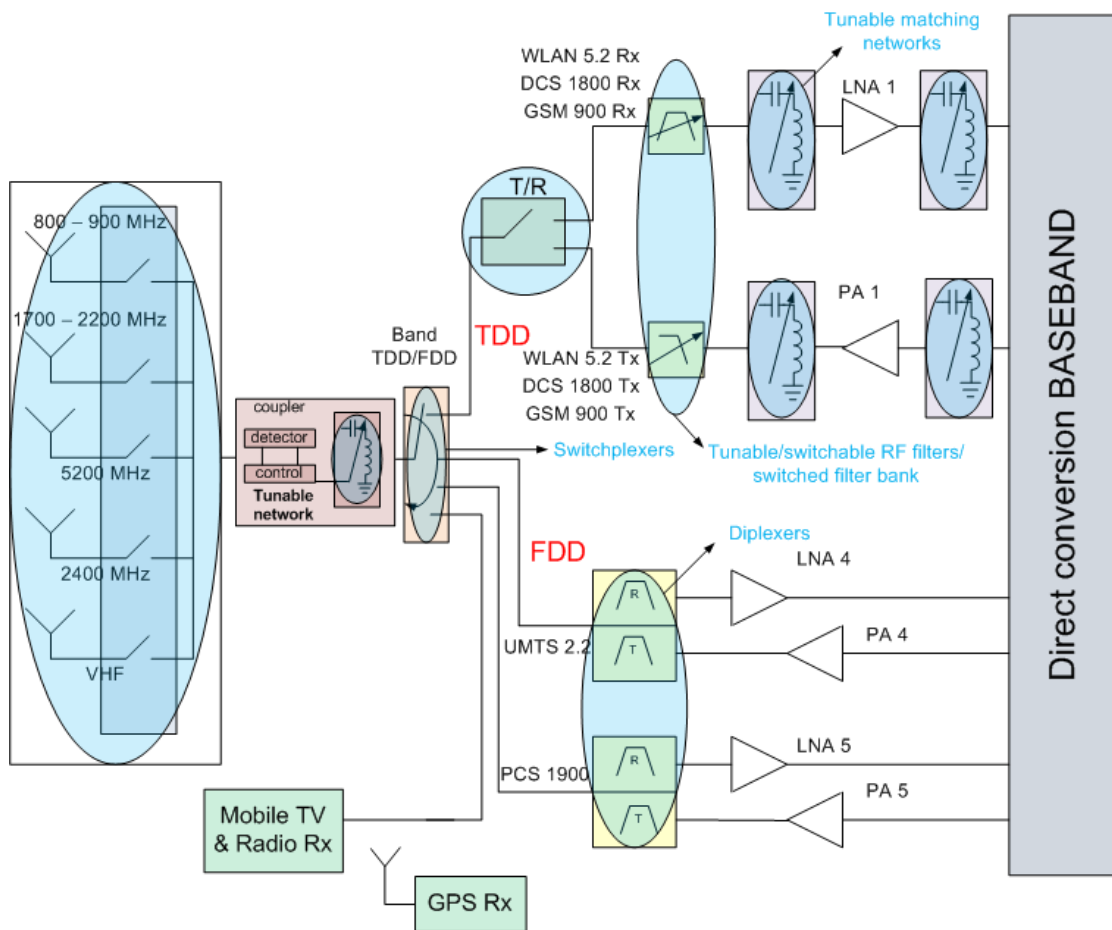 Tunable matching
networks
WLAN 5.2 Rx
DCS 1800 Rx
GSM 900 Rx
LNA 1
T/R
800 – 900 MHz
1700 – 2200 MHz
5200 MHz
2400 MHz
VHF
PA 1
Band
TDD/FDD
TDD
WLAN 5.2 Tx
DCS 1800 Tx
GSM 900 Tx
coupler
detector
control
Tunable
network
Switchplexers
Tunable/switchable RF filters/
switched filter bank
Diplexers
FDD
LNA 4
R
UMTS 2.2
T
PA 4
LNA 5
R
PCS 1900
T
PA 5
Mobile TV
& Radio Rx
GPS Rx
Direct conversion BASEBAND